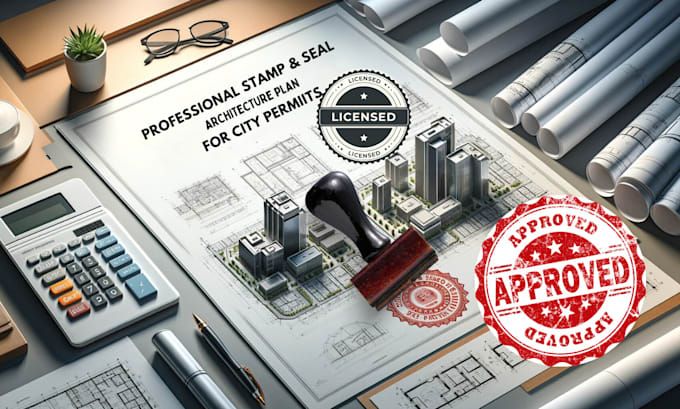 PROFESSIONAL STAMP & SEAL
ARCHITECTURE PLAN
FOR CITY PERMITS
LICENSED
LICENSED
LICENSED
APPROVED
APPROVED
APPROVED